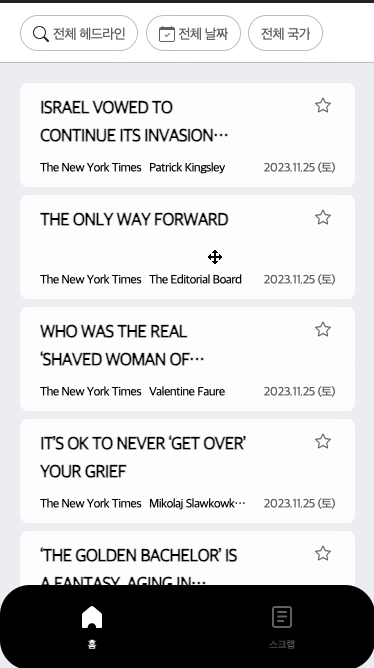 전체 헤드라인 전체 날짜 전체 국가
ISRAEL VOWED TO
CONTINUE ITS INVASION···
The New York Times Patrick Kingsley 2023.11.25 (토)
THE ONLY WAY FORWARD
The New York Times The Editorial Board 2023.11.25 (토)
WHO WAS THE REAL
‘SHAVED WOMAN OF···
The New York Times Valentine Faure 2023.11.25 (토)
IT’S OK TO NEVER ‘GET OVER’
YOUR GRIEF
The New York Times Mikolaj Slawkowk··· 2023.11.25 (토)
‘THE GOLDEN BACHELOR’ IS
A FANTASY. AGING IN···
홈 스크랩